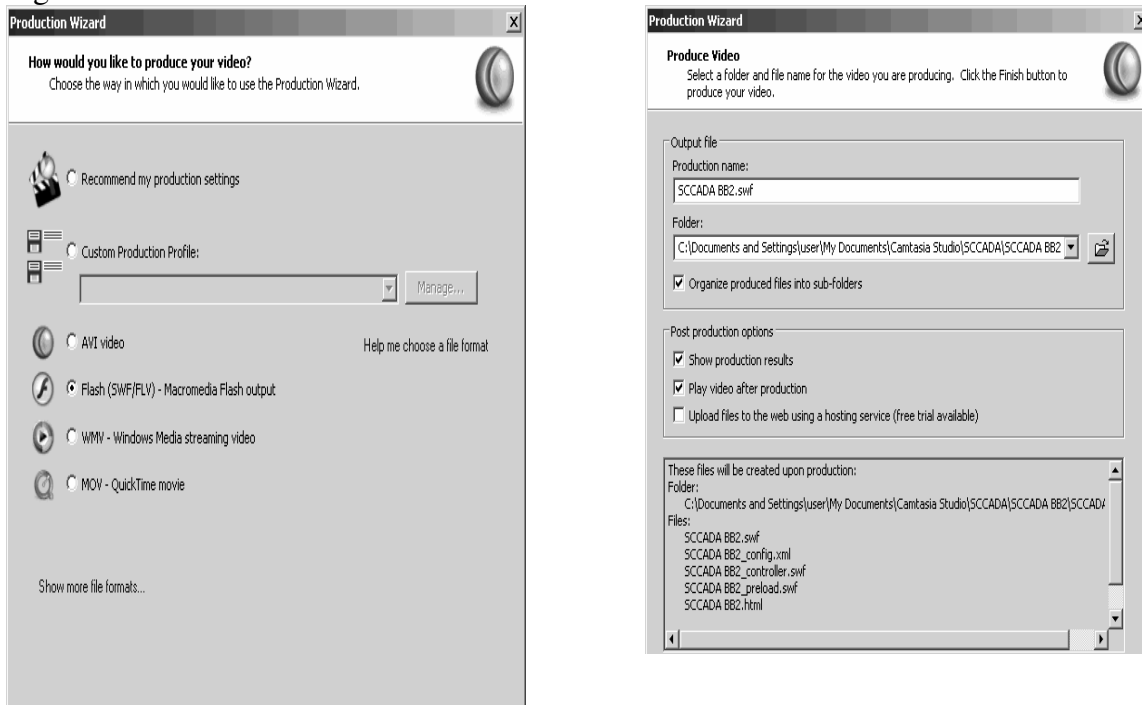 Production Wizard
X
How would you like to produce your video?
Choose the way in which you would like to use the Production Wizard.
Recommend my production settings
Custom Production Profile:
Manage...
AVI video
Help me choose a file format
Flash (SWF/FLV) - Macromedia Flash output
WMV - Windows Media streaming video
MOV - QuickTime movie
Show more file formats...
Production Wizard
Produce Video
Select a folder and file name for the video you are producing. Click the Finish button to
produce your video.
Output file
Production name:
SCCADA BB2.swf
Folder:
C:\Documents and Settings\user\My Documents\Camtasia Studio\SCCADA\SCCADA BB2
Organize produced files into sub-folders
Post production options
Show production results
Play video after production
Upload files to the web using a hosting service (free trial available)
These files will be created upon production:
Folder:
C:\Documents and Settings\user\My Documents\Camtasia Studio\SCCADA\SCCADA BB2\SCCADA
Files:
SCCADA BB2.swf
SCCADA BB2_config.xml
SCCADA BB2_controller.swf
SCCADA BB2_preload.swf
SCCADA BB2.html